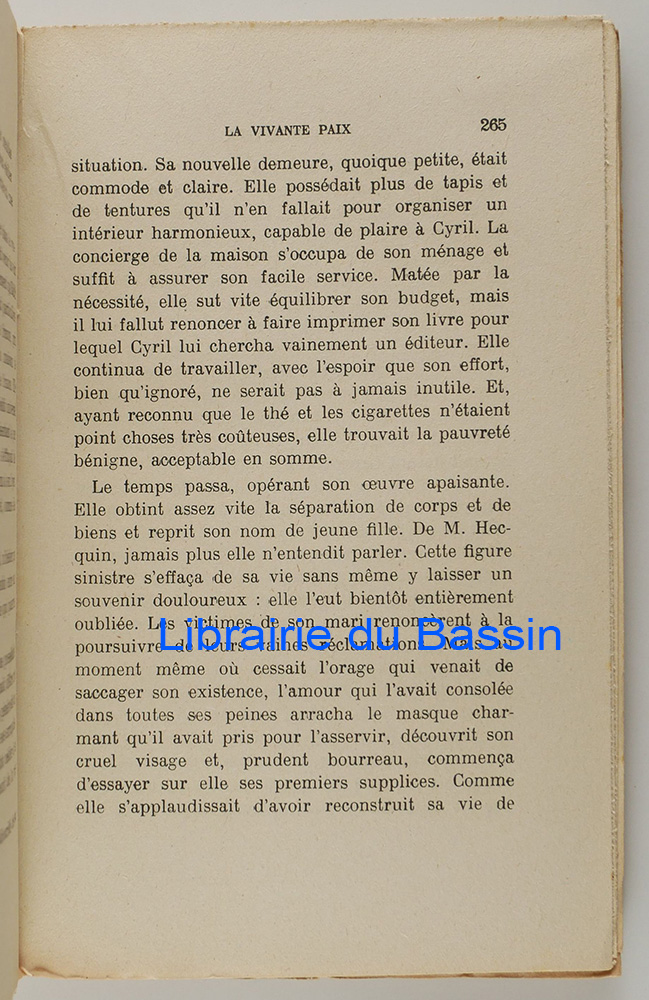 LA VIVANTE PAIX 265
situation. Sa nouvelle demeure, quoique petite, était
commode et claire. Elle possédait plus de tapis et
de tentures qu'il n'en fallait pour organiser un
intérieur harmonieux, capable de plaire à Cyril. La
concierge de la maison s'occupa de son ménage et
suffit à assurer son facile service. Matée par la
nécessité, elle sut vite équilibrer son budget, mais
il lui fallut renoncer à faire imprimer son livre pour
lequel Cyril lui chercha vainement un éditeur. Elle
continua de travailler, avec l'espoir que son effort,
bien qu'ignoré, ne serait pas à jamais inutile. Et,
ayant reconnu que le thé et les cigarettes n'étaient
point choses très coûteuses, elle trouvait la pauvreté
bénigne, acceptable en somme.
Le temps passa, opérant son œuvre apaisante.
Elle obtint assez vite la séparation de corps et de
biens et reprit son nom de jeune fille. De M. Hec-
quin, jamais plus elle n'entendit parler. Cette figure
sinistre s'effaça de sa vie sans même y laisser un
souvenir douloureux : elle l'eut bientôt entièrement
oubliée. Les victimes de son mari renoncèrent à la
Librairie du Bassin
poursuivre de leurs vaines réclamations. Mais au
moment même où cessait l'orage qui venait de
saccager son existence, l'amour qui l'avait consolée
dans toutes ses peines arracha le masque char-
mant qu'il avait pris pour l'asservir, découvrit son
cruel visage et, prudent bourreau, commença
d'essayer sur elle ses premiers supplices. Comme
elle s'applaudissait d'avoir reconstruit sa vie de